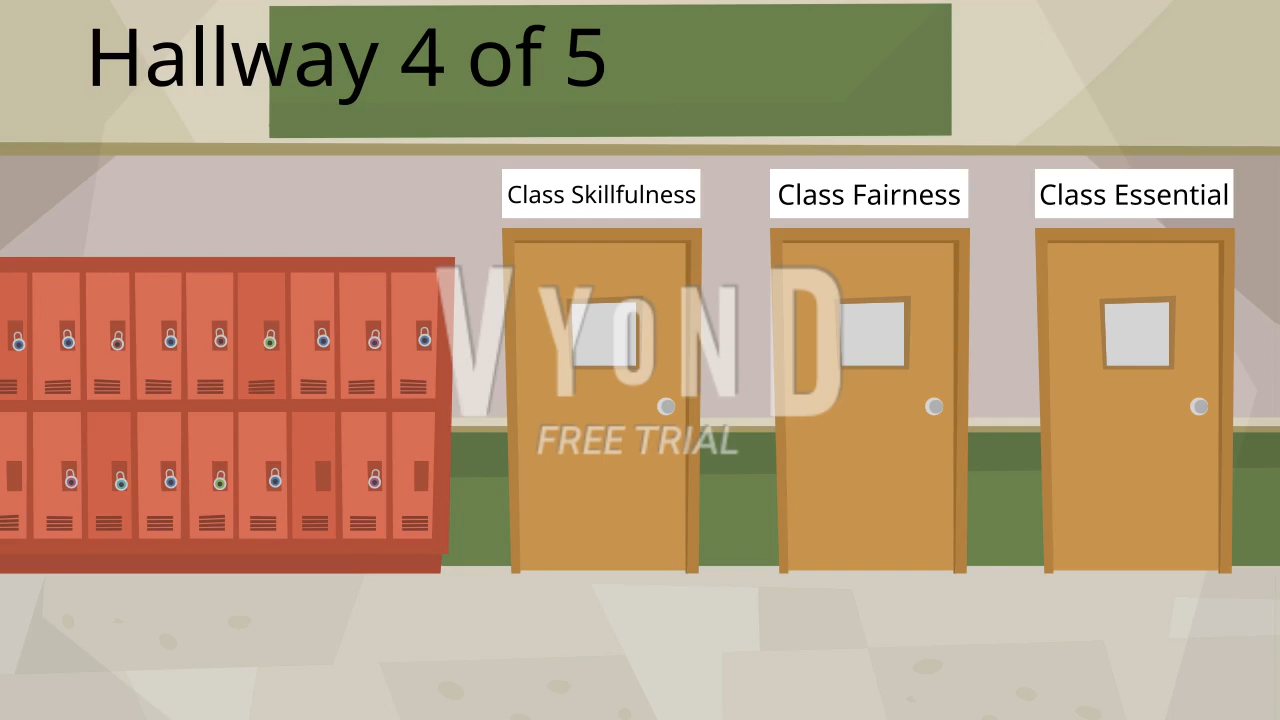 Hallway 4 of 5
Class Skillfulness
Class Fairness
Class Essential
VYOND
FREE TRIAL